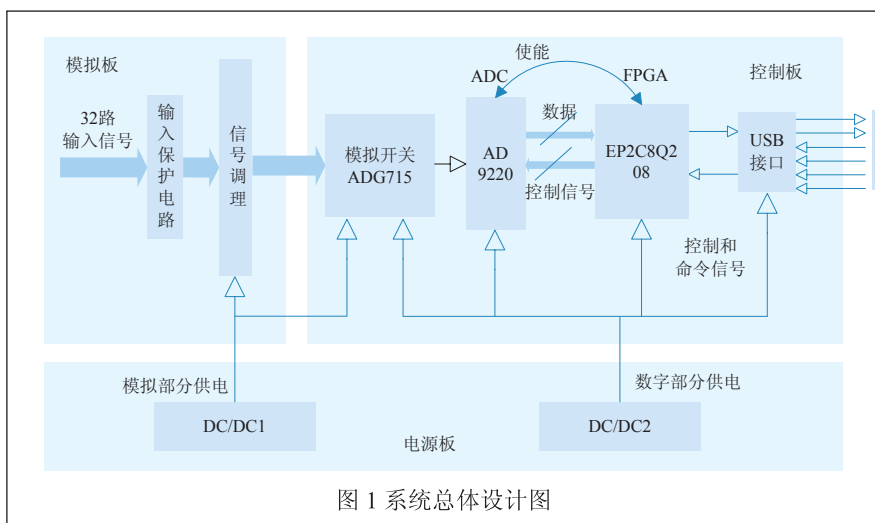 模拟板
控制板
使能
ADC
FPGA
32路
输入信号
输入保护电路
信号调理
模拟开关
ADG715
AD
9220
数据
控制信号
EP2C8Q2
08
USB
接口
控制和
命令信号
模拟部分供电
数字部分供电
DC/DC1
DC/DC2
电源板
图 1 系统总体设计图